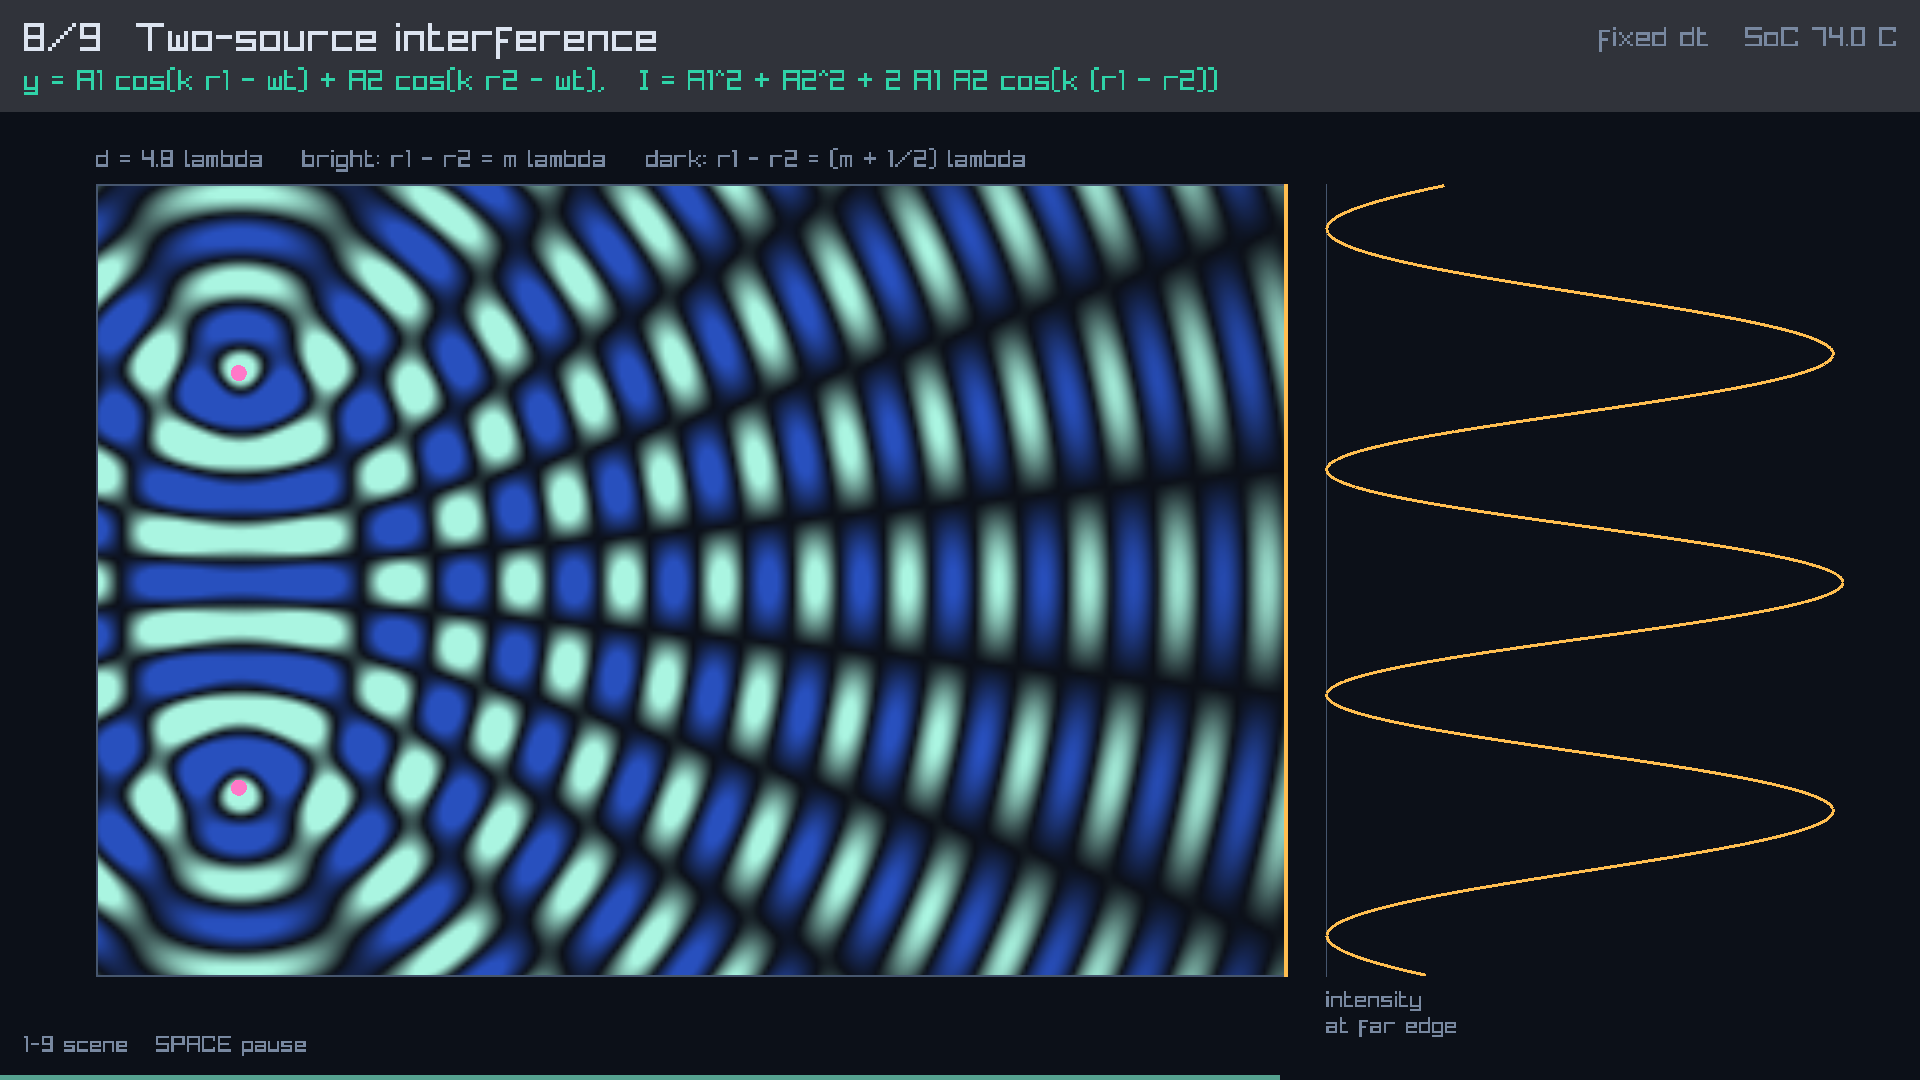 8/9 Two-source interference
fixed dt SoC 74.0 C
y = A1 cos(k r1 - wt) + A2 cos(k r2 - wt), I = A1^2 + A2^2 + 2 A1 A2 cos(k (r1 - r2))
d = 4.8 lambda bright: r1 - r2 = m lambda dark: r1 - r2 = (m + 1/2) lambda
intensity
at far edge
1-9 scene SPACE pause